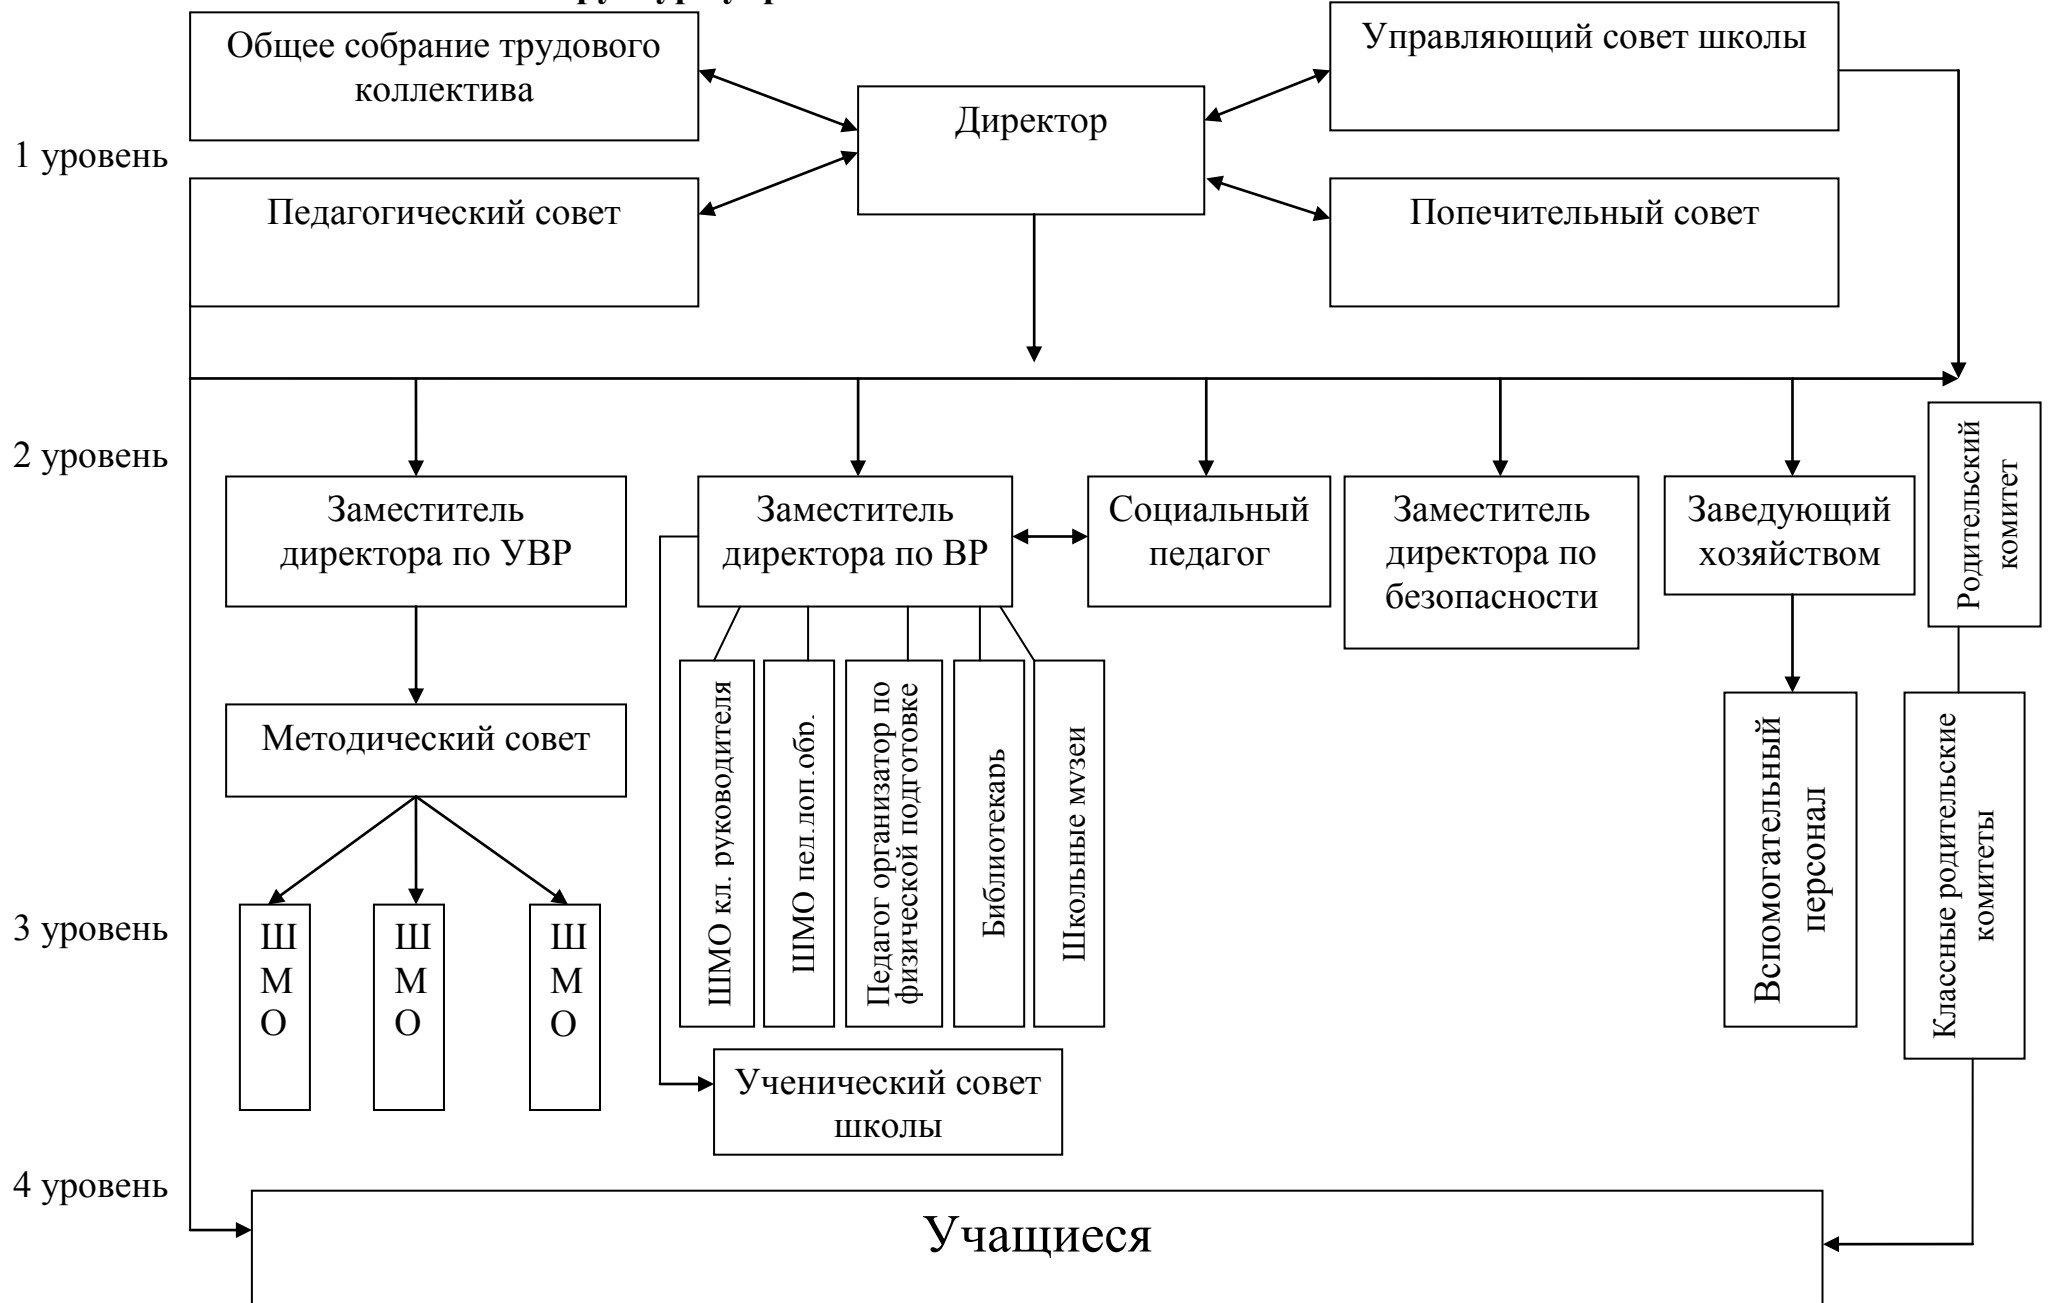 Общее собрание трудового
коллектива
Управляющий совет школы
Директор
1 уровень
Педагогический совет
Попечительный совет
2 уровень
Заместитель
директора по УВР
Заместитель
директора по ВР
Социальный
педагог
Заместитель
директора по
безопасности
Заведующий
хозяйством
Родительский
комитет
Методический совет
ШМО кл. руководителя
ШМО пед.доп.обр.
Педагог организатор по
физической подготовке
Библиотекарь
Школьные музеи
Вспомогательный
персонал
Классные родительские
комитеты
3 уровень
Ш
М
О
Ш
М
О
Ш
М
О
Ученический совет
школы
4 уровень
Учащиеся